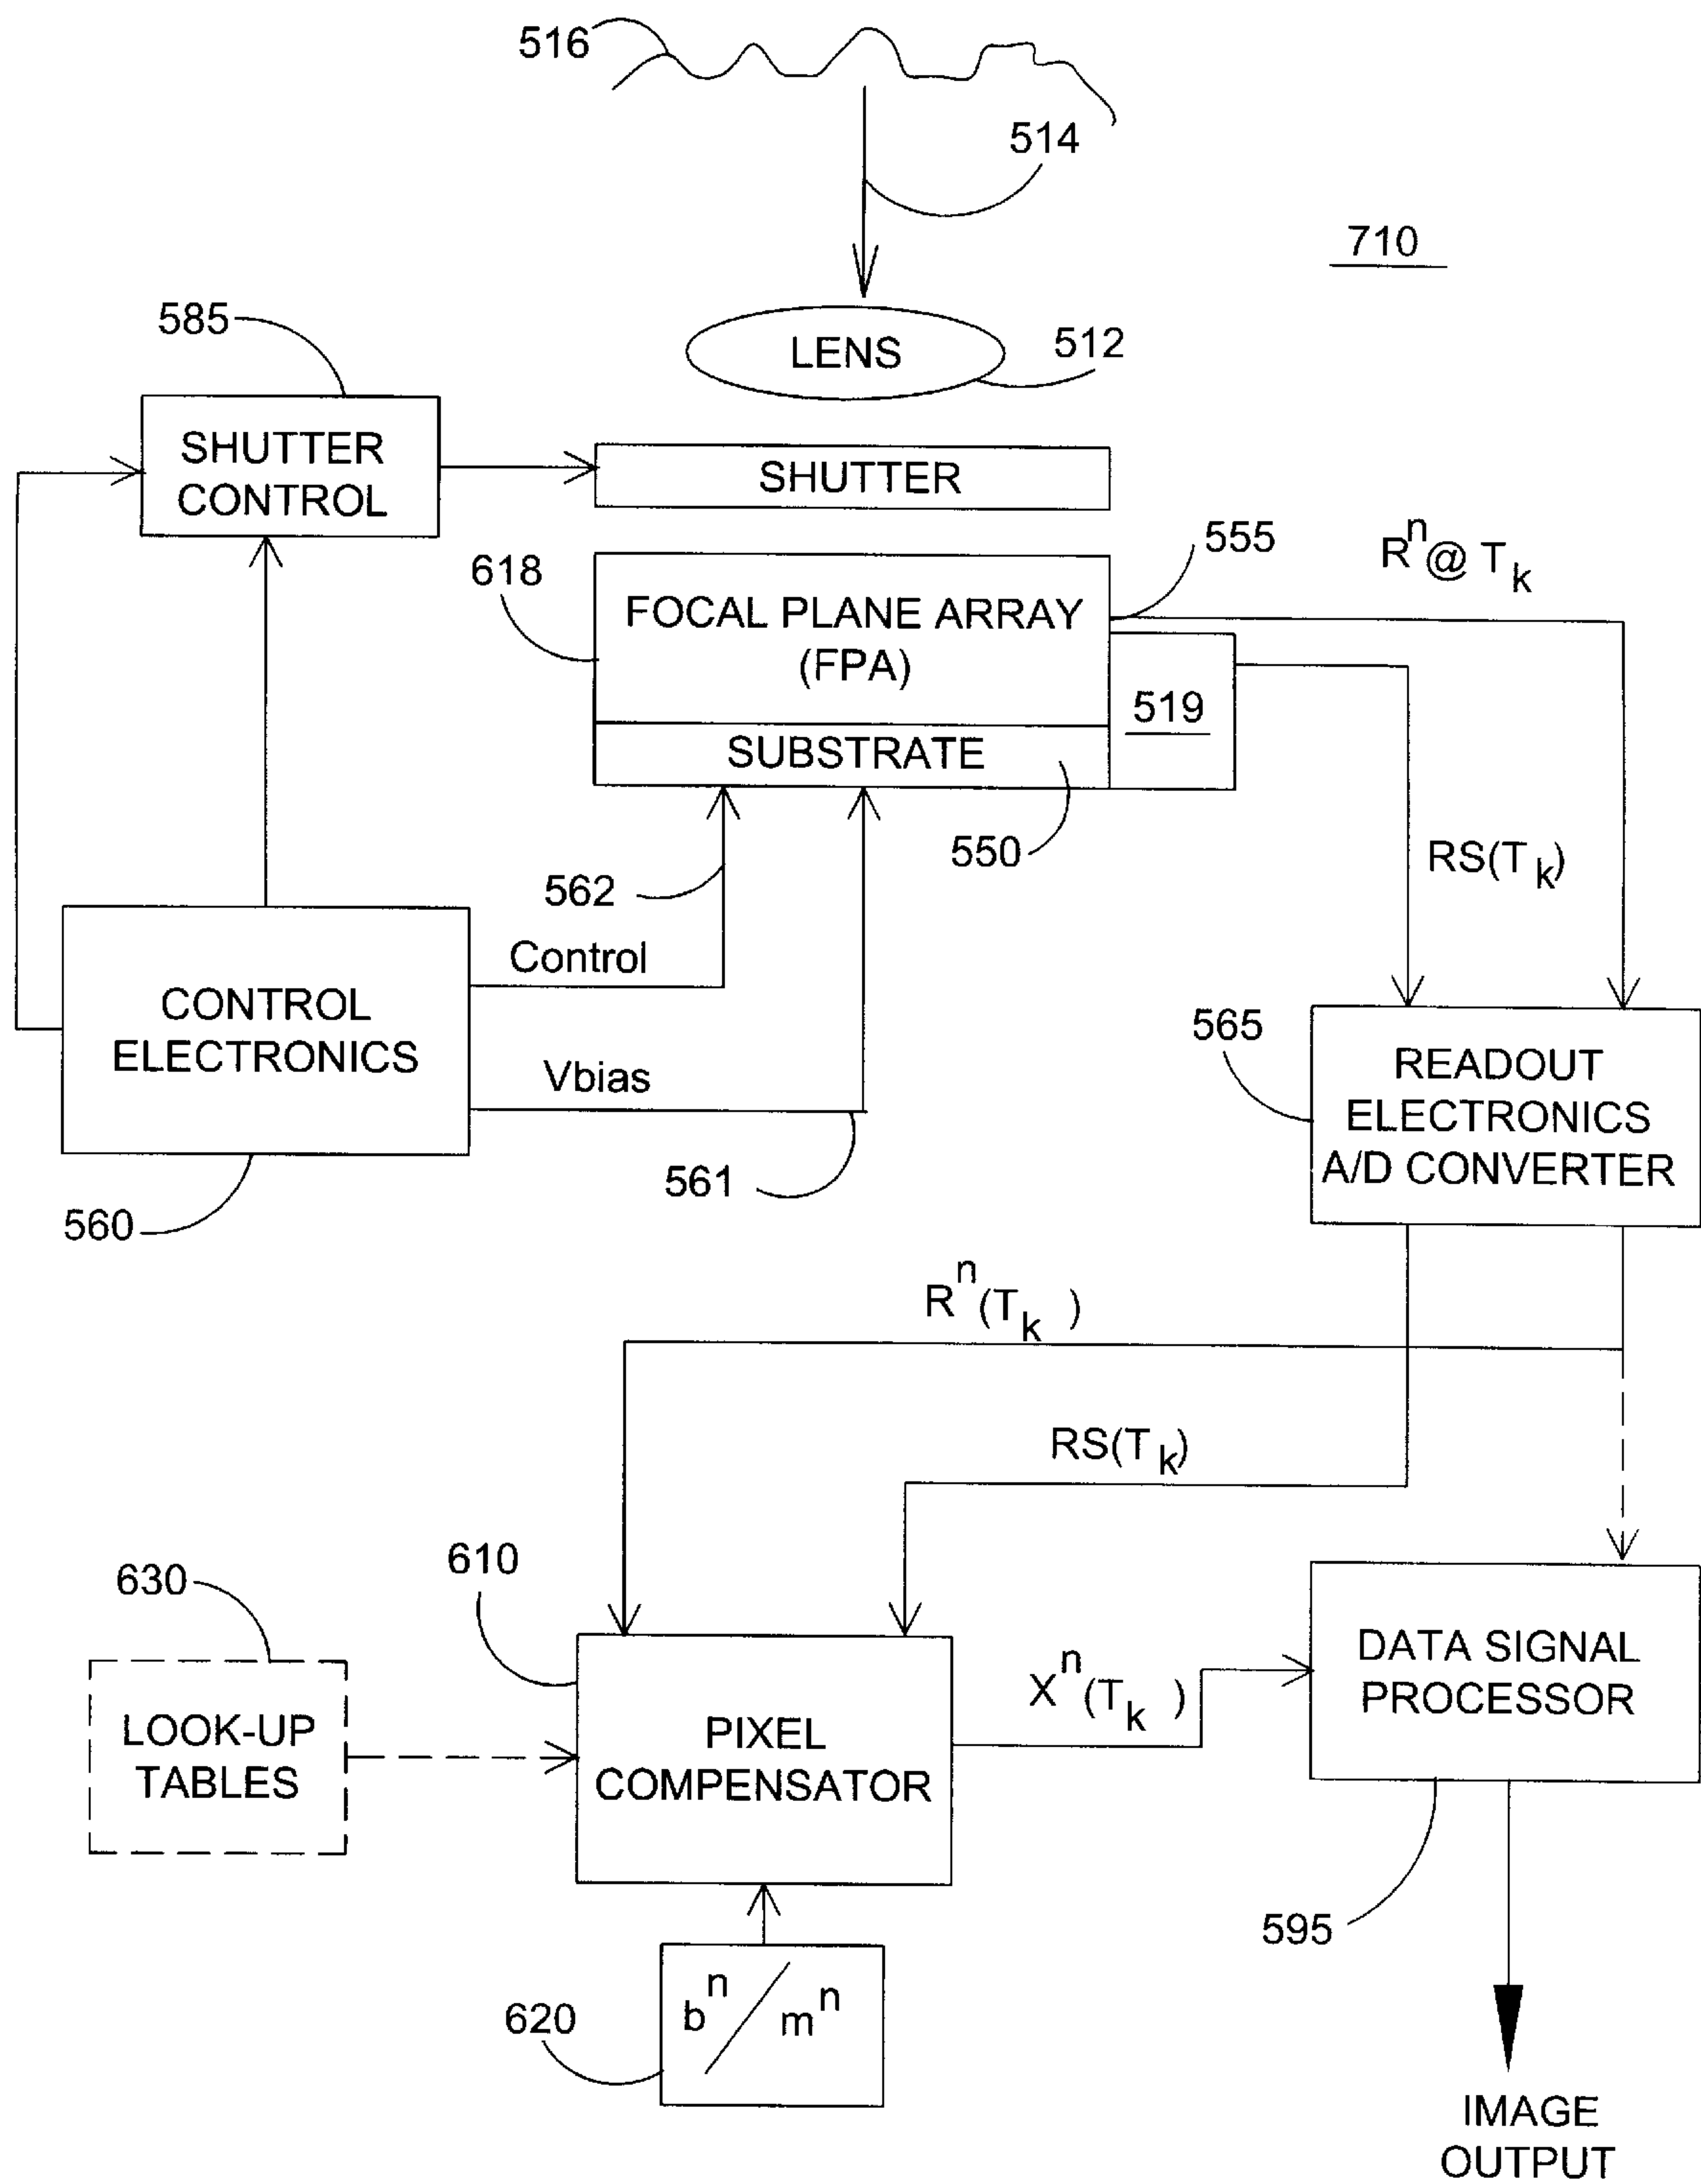 516
514
710
585
LENS
512
SHUTTER
CONTROL
SHUTTER
555
R^n @ T_k
618
FOCAL PLANE ARRAY
(FPA)
519
SUBSTRATE
550
RS(T_k)
562
Control
CONTROL
ELECTRONICS
565
READOUT
ELECTRONICS
A/D CONVERTER
Vbias
561
560
R^n(T_k )
RS(T_k)
610
630
DATA SIGNAL
PROCESSOR
X^n(T_k )
LOOK-UP
TABLES
PIXEL
COMPENSATOR
595
620
b^n / m^n
IMAGE
OUTPUT